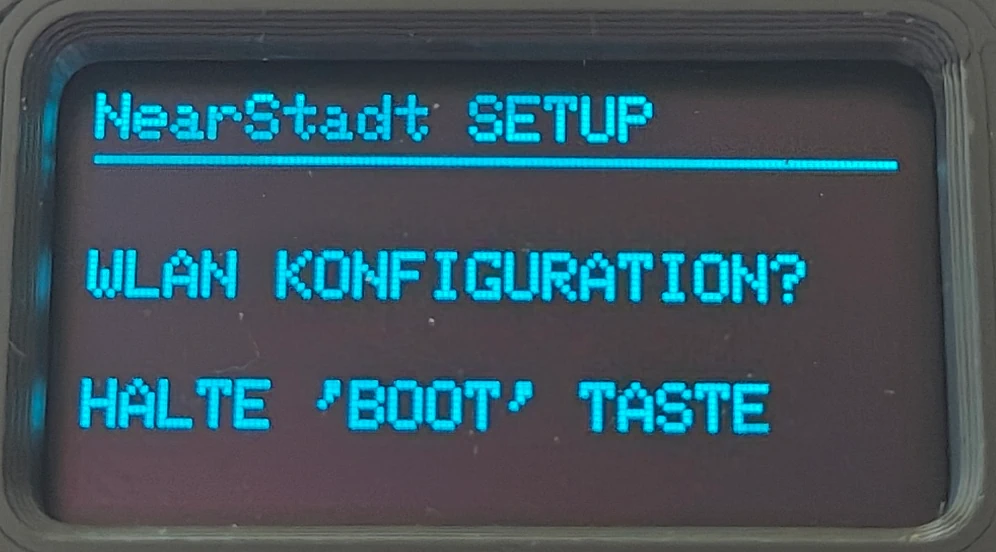 NearStadt SETUP
WLAN KONFIGURATION?
HALTE 'BOOT' TASTE